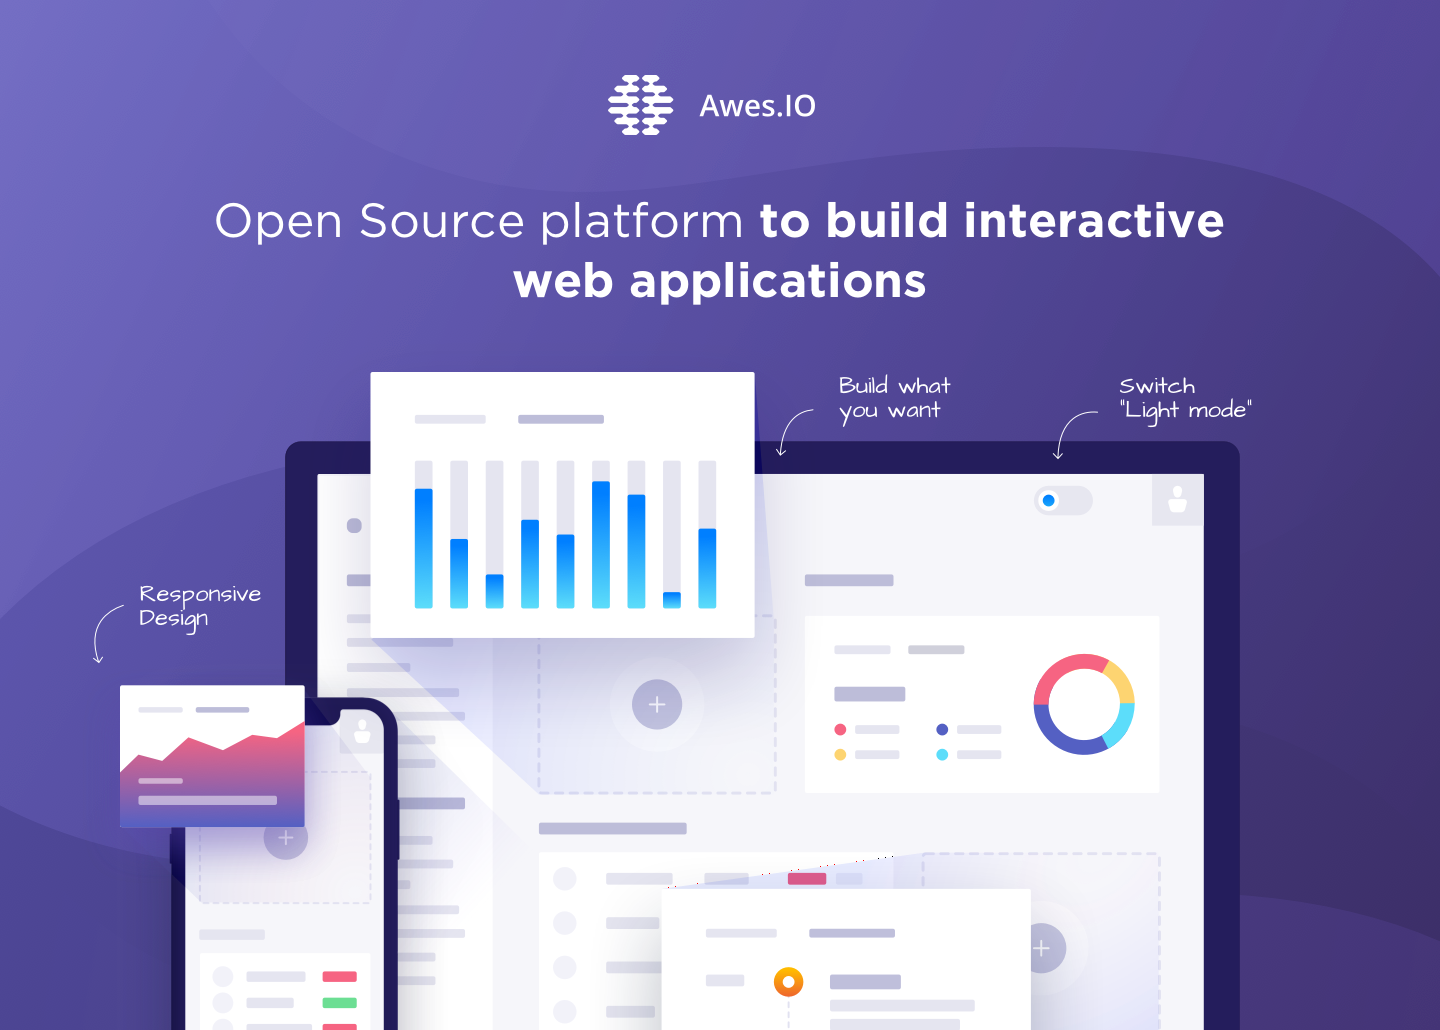 Awes.IO
Open Source platform to build interactive
web applications
Build what
you want
Switch
"Light mode"
Responsive
Design